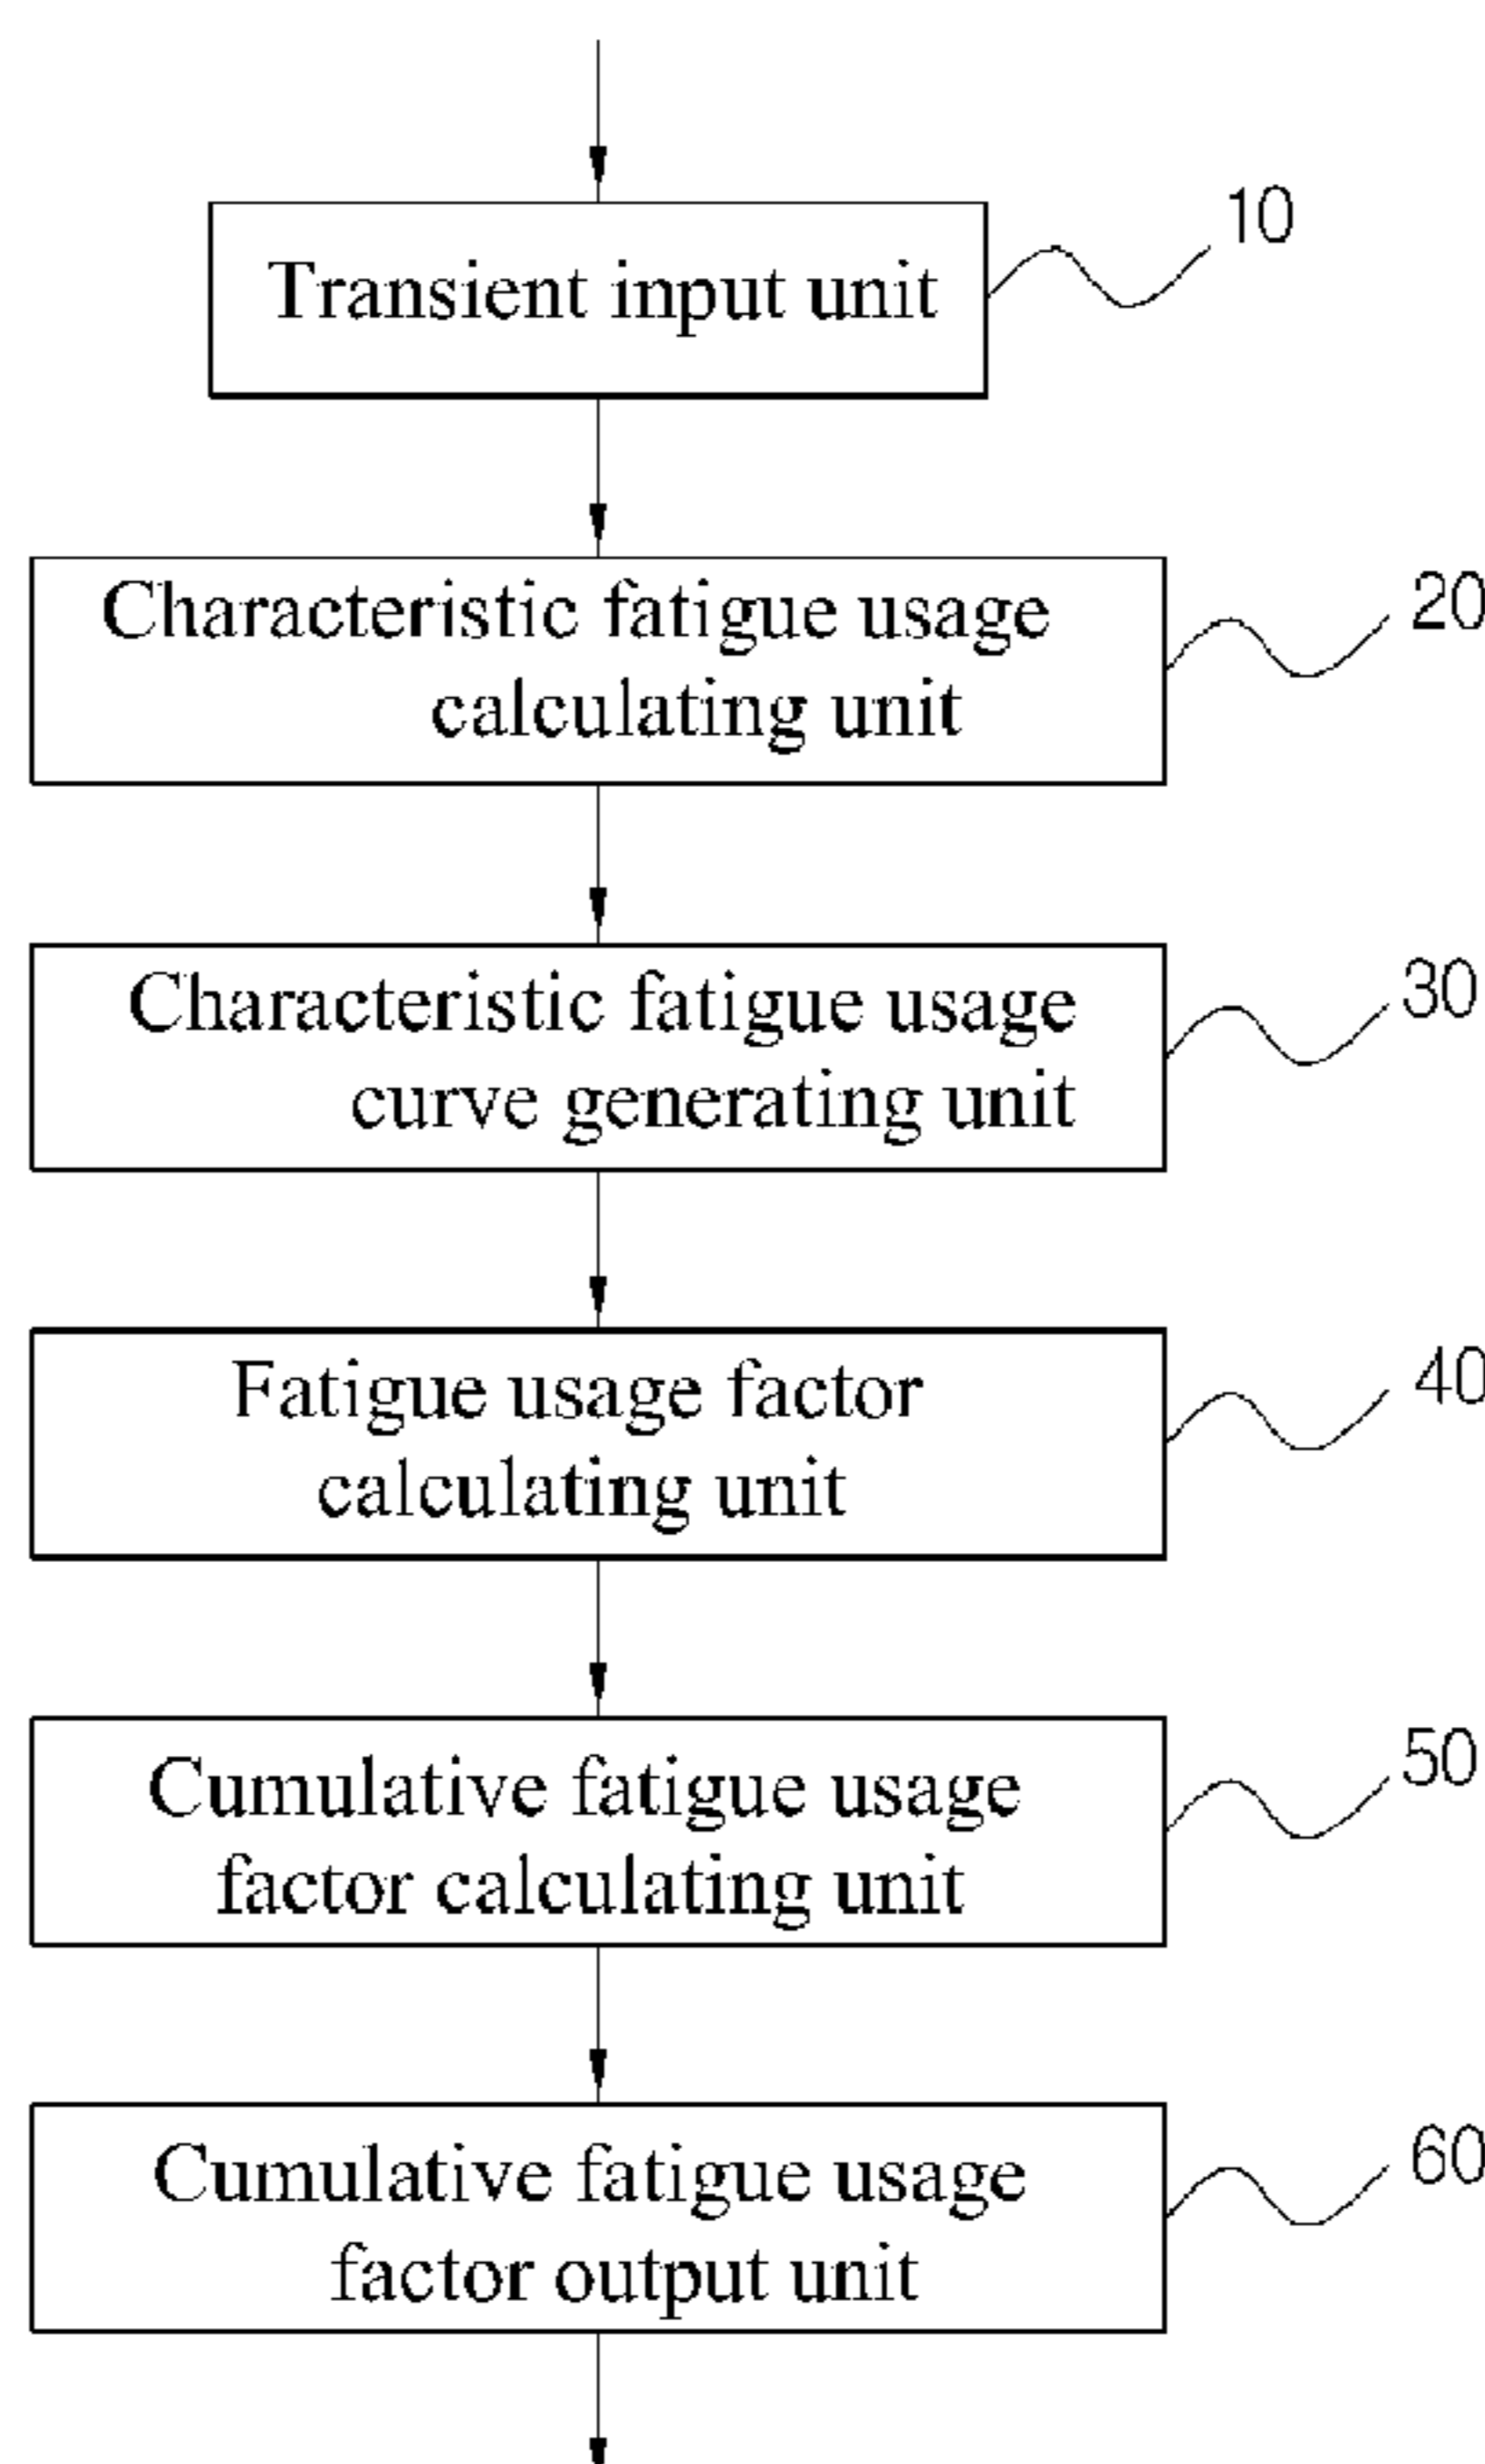 10
Transient input unit
20
Characteristic fatigue usage
calculating unit
30
Characteristic fatigue usage
curve generating unit
40
Fatigue usage factor
calculating unit
50
Cumulative fatigue usage
factor calculating unit
60
Cumulative fatigue usage
factor output unit